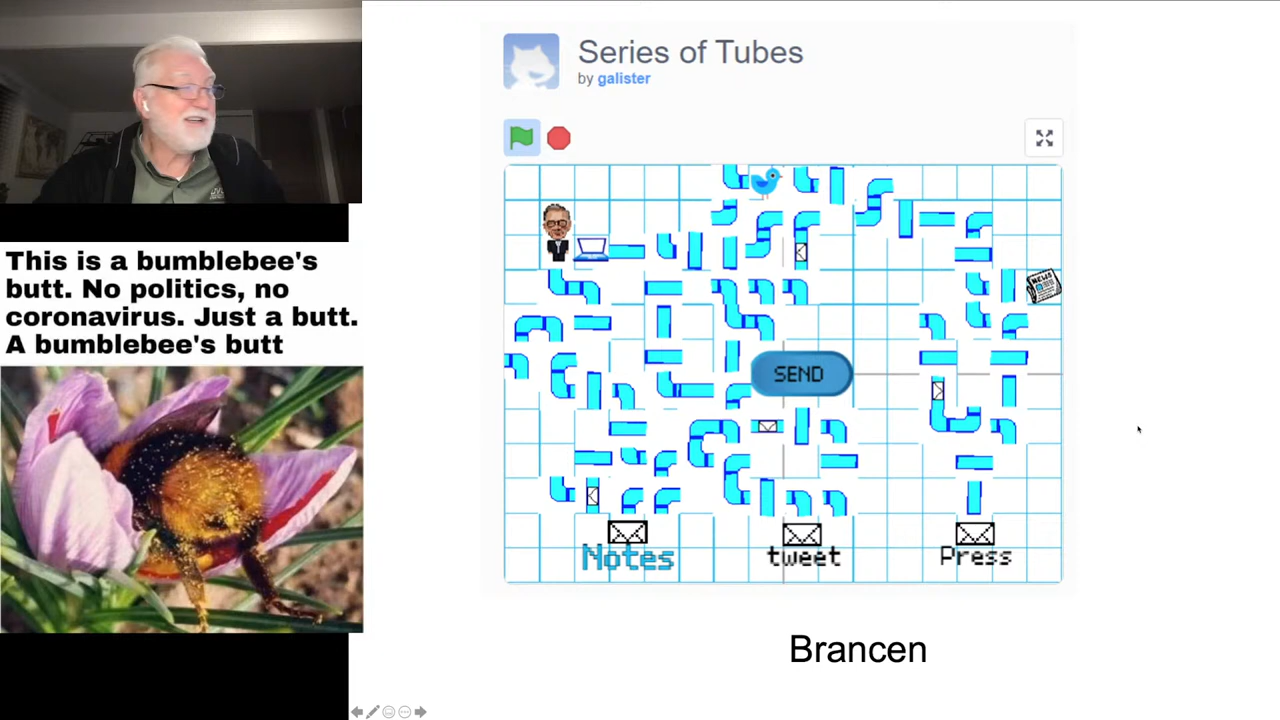 This is a bumblebee's
butt. No politics, no
coronavirus. Just a butt.
A bumblebee's butt
Series of Tubes
by galister
NEWS
SEND
Notes
tweet
Press
Brancen